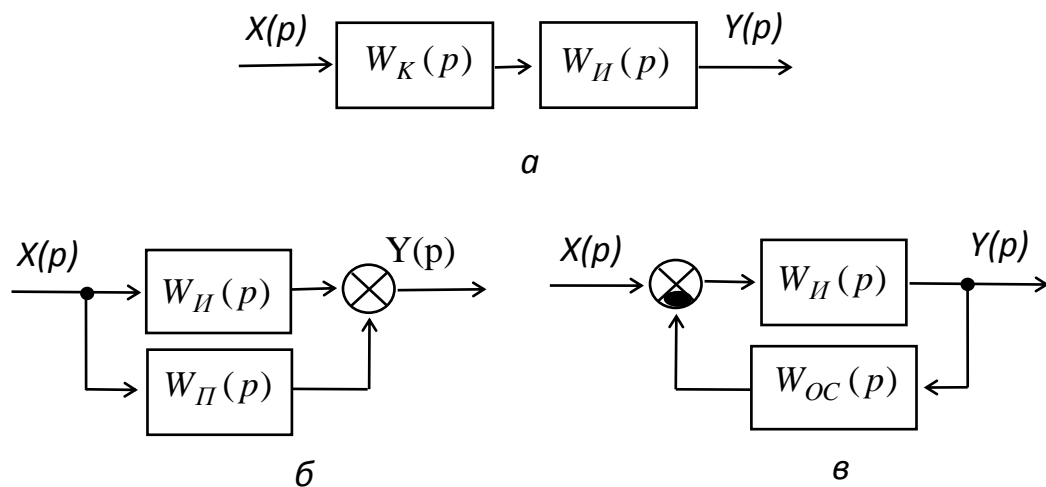 X(p) W_К(p) W_И(p) Y(p)
а
X(p) W_И(p) Y(p)
W_П(p)
б
X(p) W_И(p) Y(p)
W_ОС(p)
в